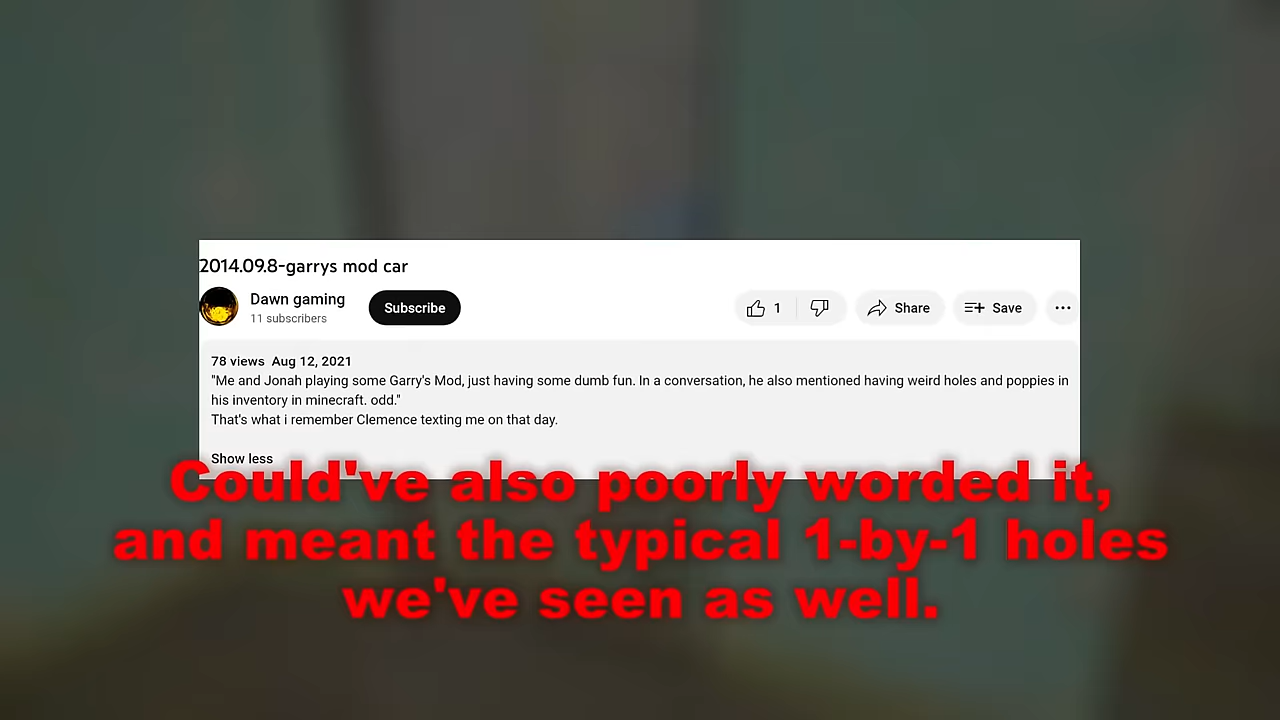 2014.09.8-garrys mod car
Dawn gaming
11 subscribers
Subscribe
1
Share
Save
78 views Aug 12, 2021
"Me and Jonah playing some Garry's Mod, just having some dumb fun. In a conversation, he also mentioned having weird holes and poppies in
his inventory in minecraft. odd."
That's what i remember Clemence texting me on that day.
Show less
Could've also poorly worded it,
and meant the typical 1-by-1 holes
we've seen as well.